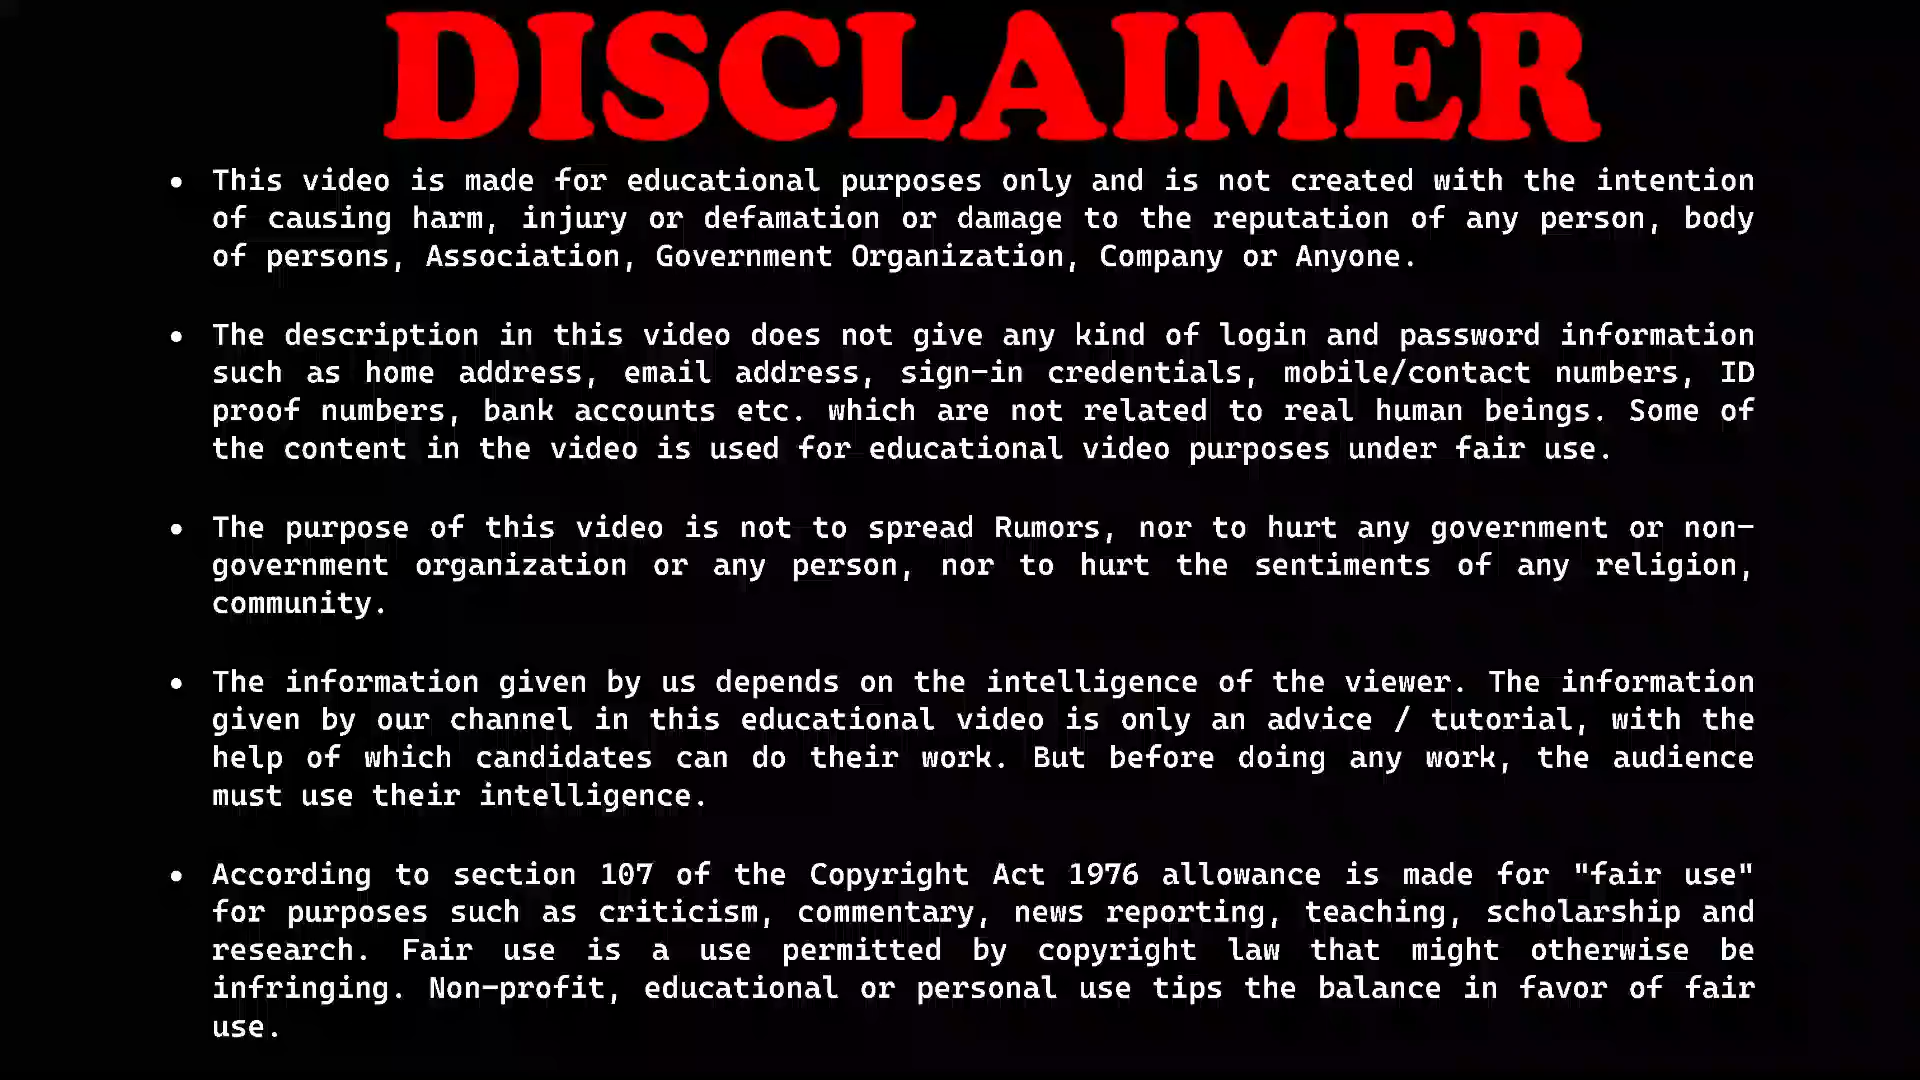 DISCLAIMER
• This video is made for educational purposes only and is not created with the intention
of causing harm, injury or defamation or damage to the reputation of any person, body
of persons, Association, Government Organization, Company or Anyone.
• The description in this video does not give any kind of login and password information
such as home address, email address, sign-in credentials, mobile/contact numbers, ID
proof numbers, bank accounts etc. which are not related to real human beings. Some of
the content in the video is used for educational video purposes under fair use.
• The purpose of this video is not to spread Rumors, nor to hurt any government or non-
government organization or any person, nor to hurt the sentiments of any religion,
community.
• The information given by us depends on the intelligence of the viewer. The information
given by our channel in this educational video is only an advice / tutorial, with the
help of which candidates can do their work. But before doing any work, the audience
must use their intelligence.
• According to section 107 of the Copyright Act 1976 allowance is made for "fair use"
for purposes such as criticism, commentary, news reporting, teaching, scholarship and
research. Fair use is a use permitted by copyright law that might otherwise be
infringing. Non-profit, educational or personal use tips the balance in favor of fair
use.